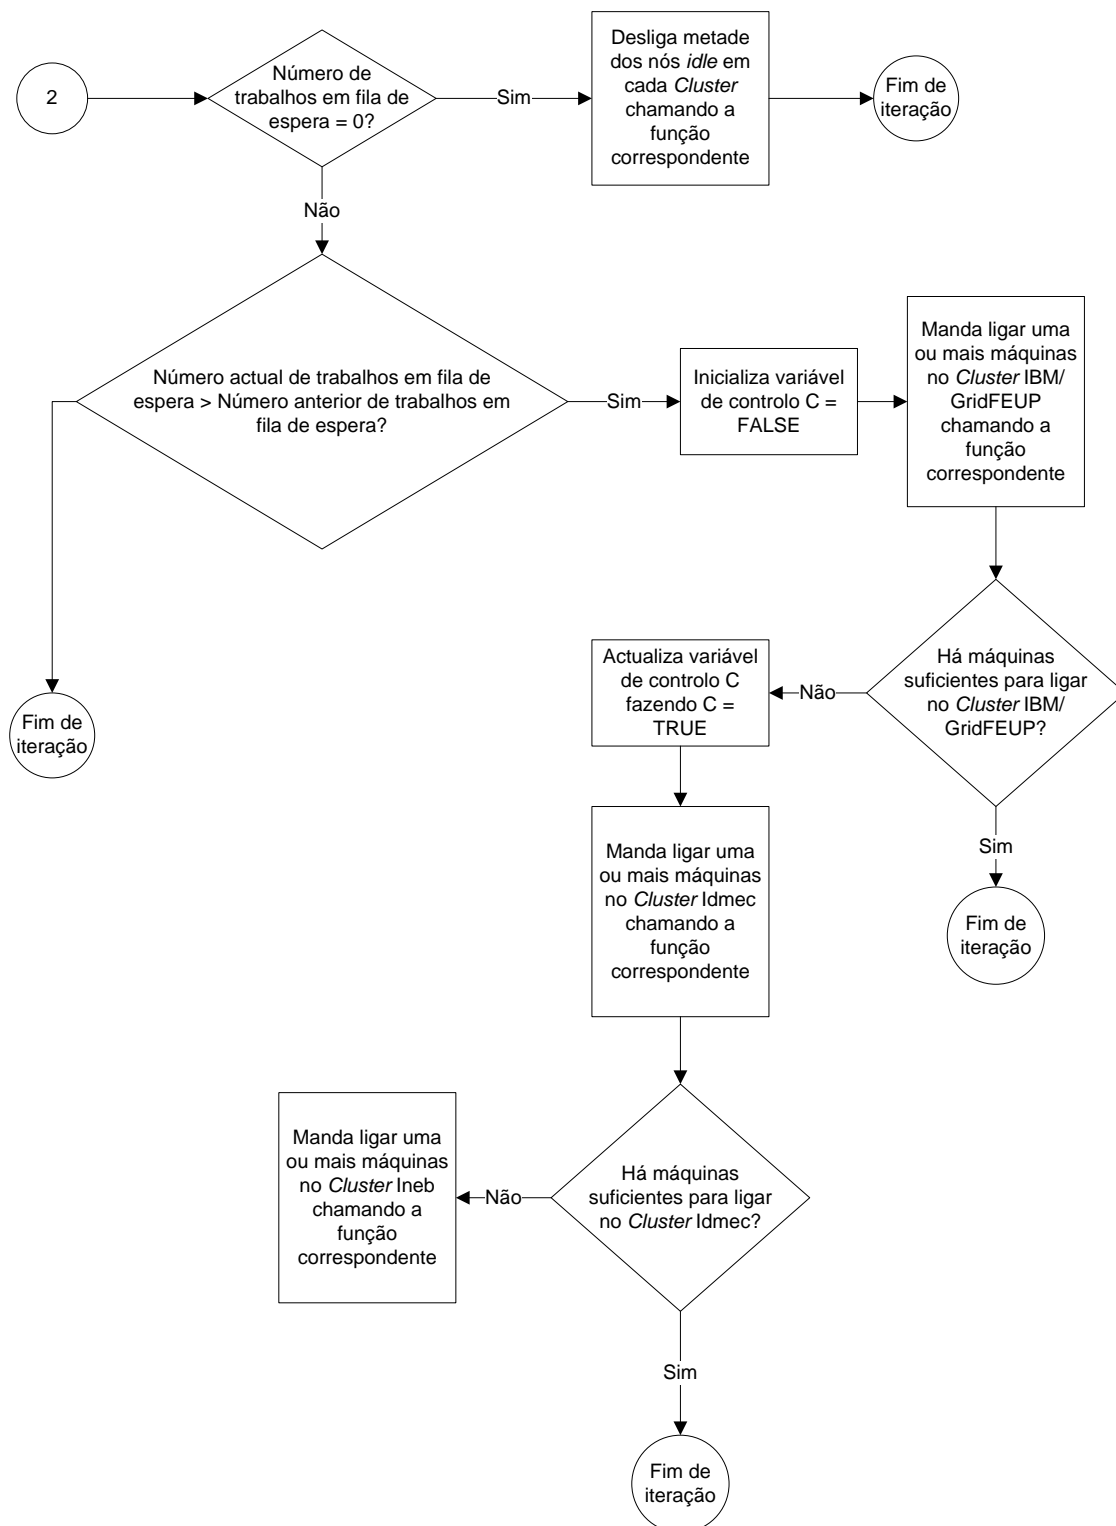 2
Número de
trabalhos em fila de
espera = 0?
Sim
Desliga metade
dos nós idle em
cada Cluster
chamando a
função
correspondente
Fim de
iteração
Não
Número actual de trabalhos em fila de
espera > Número anterior de trabalhos em
fila de espera?
Sim
Inicializa variável
de controlo C =
FALSE
Manda ligar uma
ou mais máquinas
no Cluster IBM/
GridFEUP
chamando a
função
correspondente
Fim de
iteração
Há máquinas
suficientes para ligar
no Cluster IBM/
GridFEUP?
Não
Actualiza variável
de controlo C
fazendo C =
TRUE
Sim
Fim de
iteração
Manda ligar uma
ou mais máquinas
no Cluster Idmec
chamando a
função
correspondente
Há máquinas
suficientes para ligar
no Cluster Idmec?
Não
Manda ligar uma
ou mais máquinas
no Cluster Ineb
chamando a
função
correspondente
Sim
Fim de
iteração